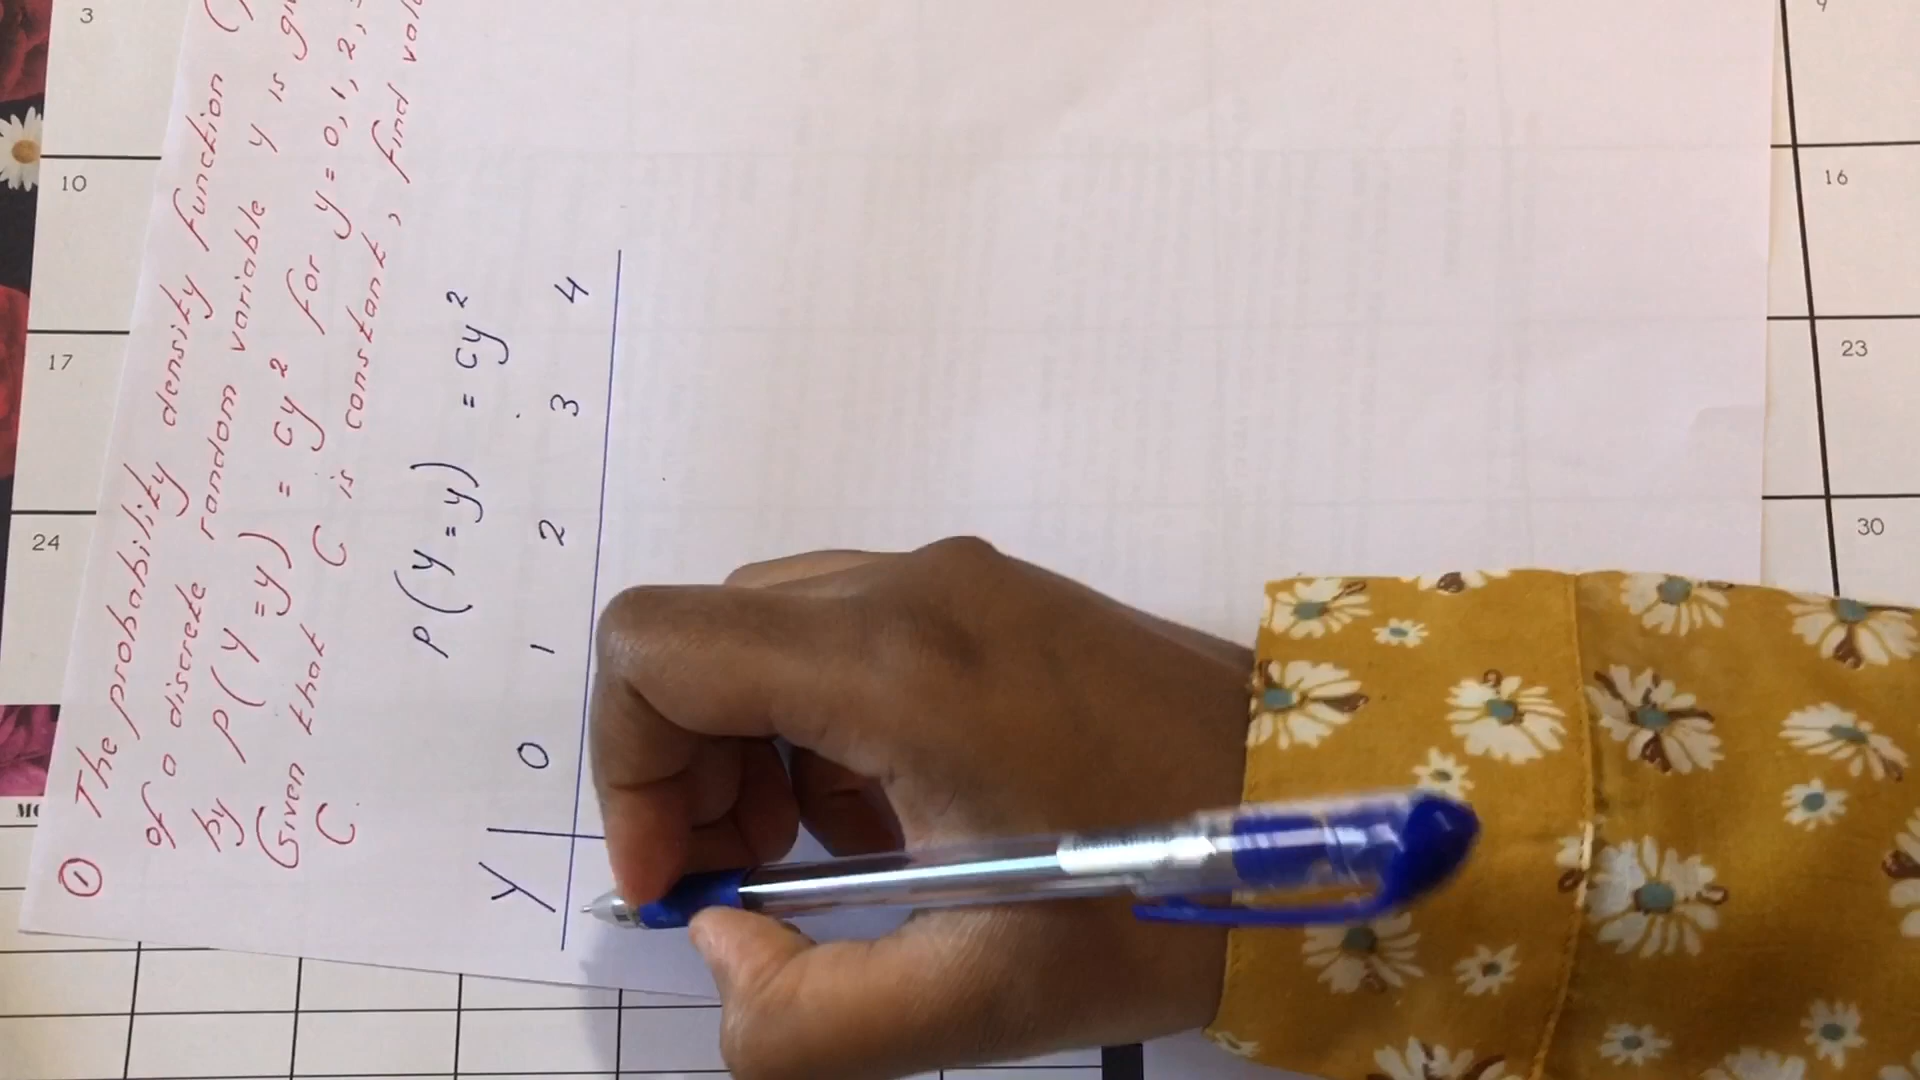 ① The probability density function (
of a discrete random variable Y is
by P(Y=y) = cy² for y = 0, 1, 2,
Given that C is constant, find
C.
P(Y=y) = cy²
Y 0 1 2 3 4
3
10
17
24
16
23
30